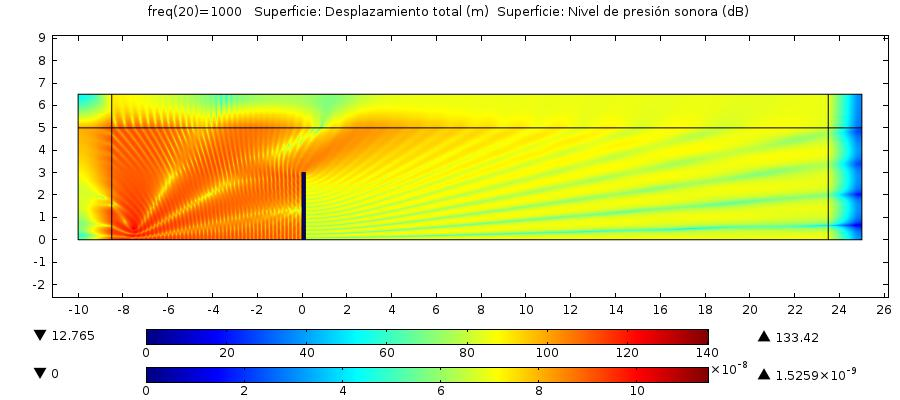 freq(20)=1000 Superficie: Desplazamiento total (m) Superficie: Nivel de presión sonora (dB)
9
8
7
6
5
4
3
2
1
0
-1
-2
-10 -8 -6 -4 -2 0 2 4 6 8 10 12 14 16 18 20 22 24 26
▼ 12.765 ▲ 133.42
0 20 40 60 80 100 120 140
×10⁻⁸
▼ 0 ▲ 1.5259×10⁻⁹
0 2 4 6 8 10